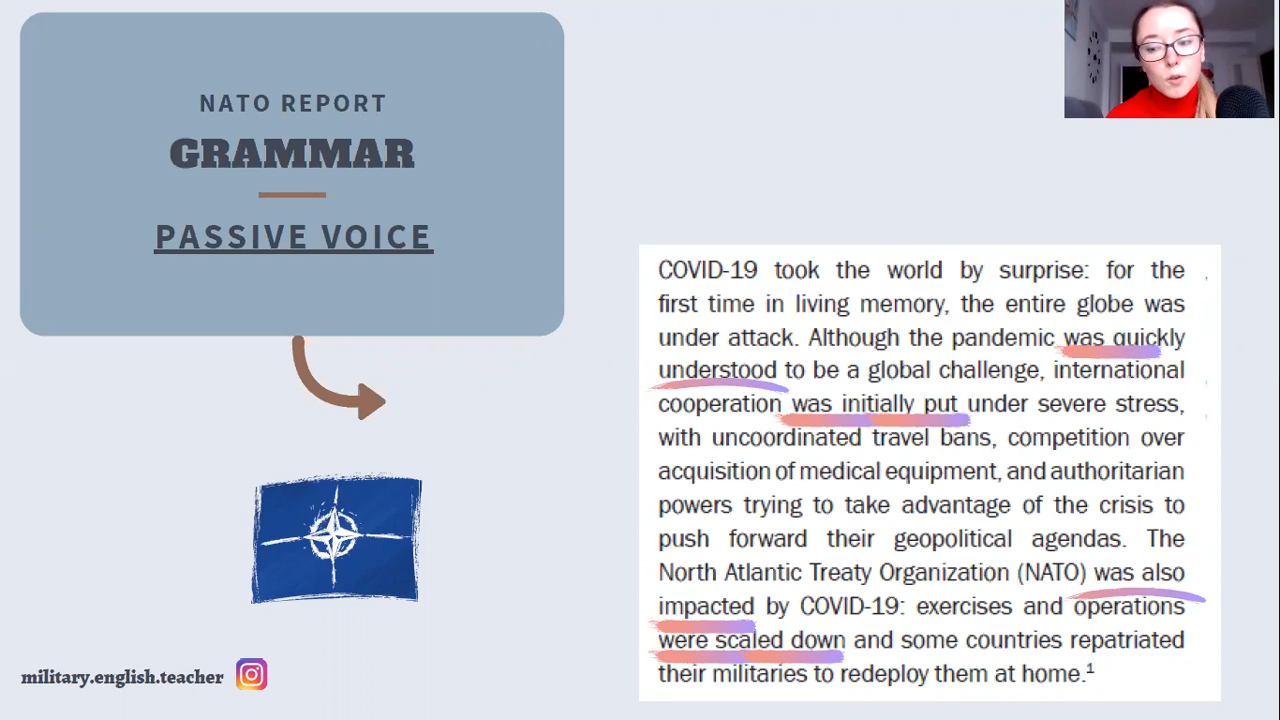 NATO REPORT
GRAMMAR
PASSIVE VOICE
COVID-19 took the world by surprise: for the
first time in living memory, the entire globe was
under attack. Although the pandemic was quickly
understood to be a global challenge, international
cooperation was initially put under severe stress,
with uncoordinated travel bans, competition over
acquisition of medical equipment, and authoritarian
powers trying to take advantage of the crisis to
push forward their geopolitical agendas. The
North Atlantic Treaty Organization (NATO) was also
impacted by COVID-19: exercises and operations
were scaled down and some countries repatriated
their militaries to redeploy them at home.¹
military.english.teacher